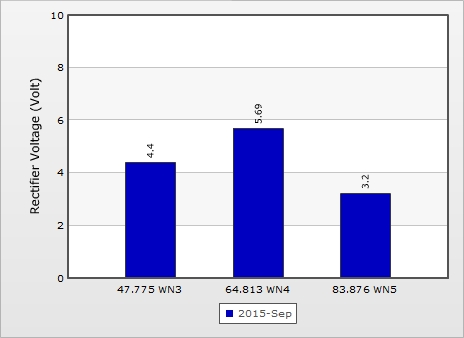 10
8
6
4
2
0
Rectifier Voltage (Volt)
4.4
5.69
3.2
47.775 WN3
64.813 WN4
83.876 WN5
2015-Sep